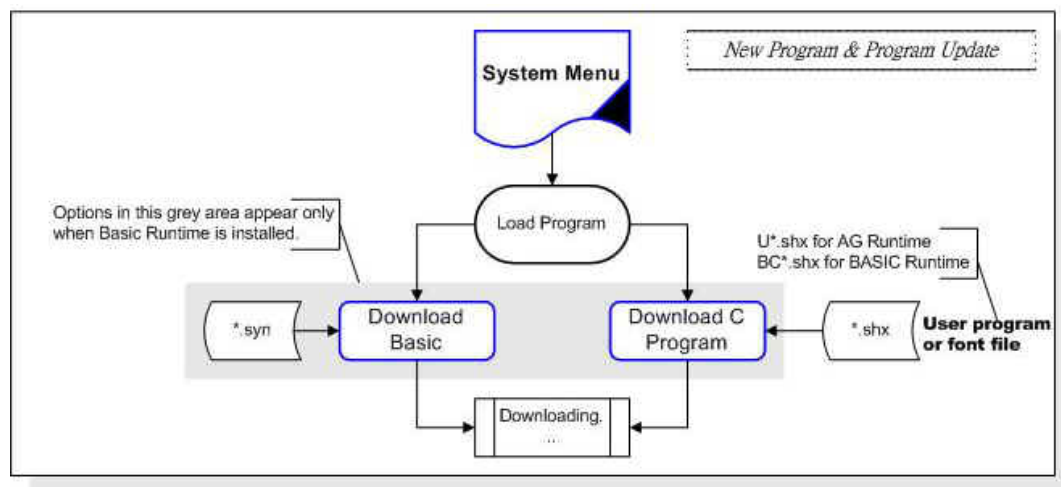 New Program & Program Update
System Menu
Load Program
Options in this grey area appear only
when Basic Runtime is installed.
U*.shx for AG Runtime
BC*.shx for BASIC Runtime
*.syn
Download
Basic
Download C
Program
*.shx
User program
or font file
Downloading.
..